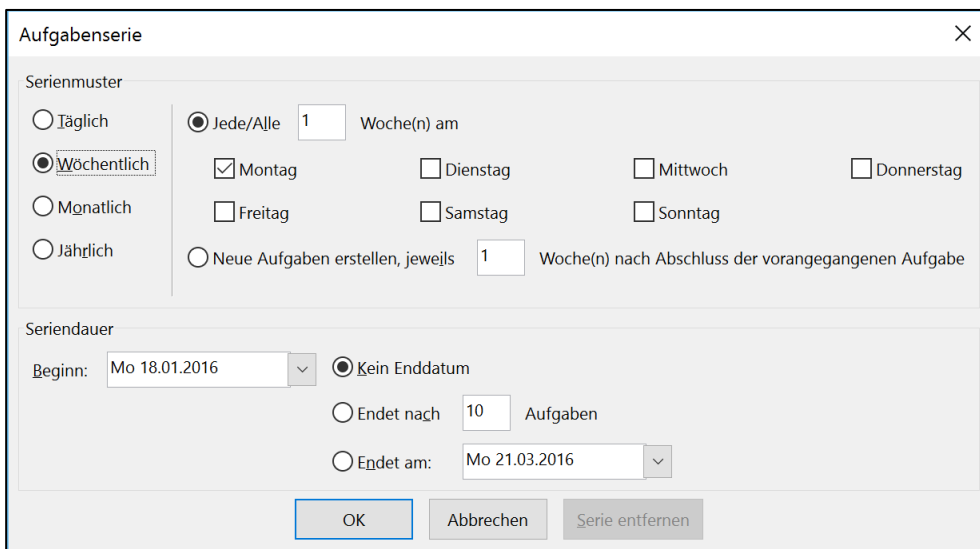 Aufgabenserie
Serienmuster
Täglich
Wöchentlich
Monatlich
Jährlich
Jede/Alle 1 Woche(n) am
Montag Dienstag Mittwoch Donnerstag
Freitag Samstag Sonntag
Neue Aufgaben erstellen, jeweils 1 Woche(n) nach Abschluss der vorangegangenen Aufgabe
Seriendauer
Beginn: Mo 18.01.2016
Kein Enddatum
Endet nach 10 Aufgaben
Endet am: Mo 21.03.2016
OK Abbrechen Serie entfernen